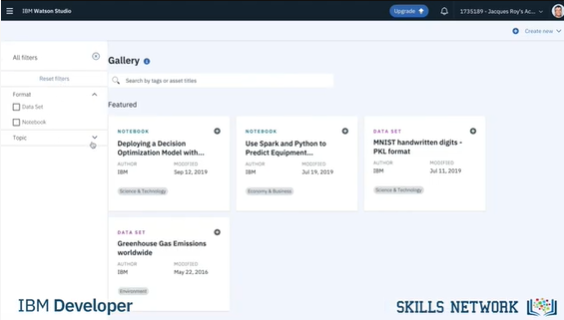 IBM Watson Studio
Upgrade
1735189 - Jacques Roy's Ac...
Create new
All filters
Reset filters
Format
Data Set
Notebook
Topic
Gallery
Search by tags or asset titles
Featured
NOTEBOOK
Deploying a Decision
Optimization Model with...
AUTHOR MODIFIED
IBM Sep 12, 2019
Science & Technology
NOTEBOOK
Use Spark and Python to
Predict Equipment...
AUTHOR MODIFIED
IBM Jul 19, 2019
Economy & Business
DATA SET
MNIST handwritten digits -
PKL format
AUTHOR MODIFIED
IBM Jul 11, 2019
Science & Technology
DATA SET
Greenhouse Gas Emissions
worldwide
AUTHOR MODIFIED
IBM May 22, 2016
Environment
IBM Developer
SKILLS NETWORK